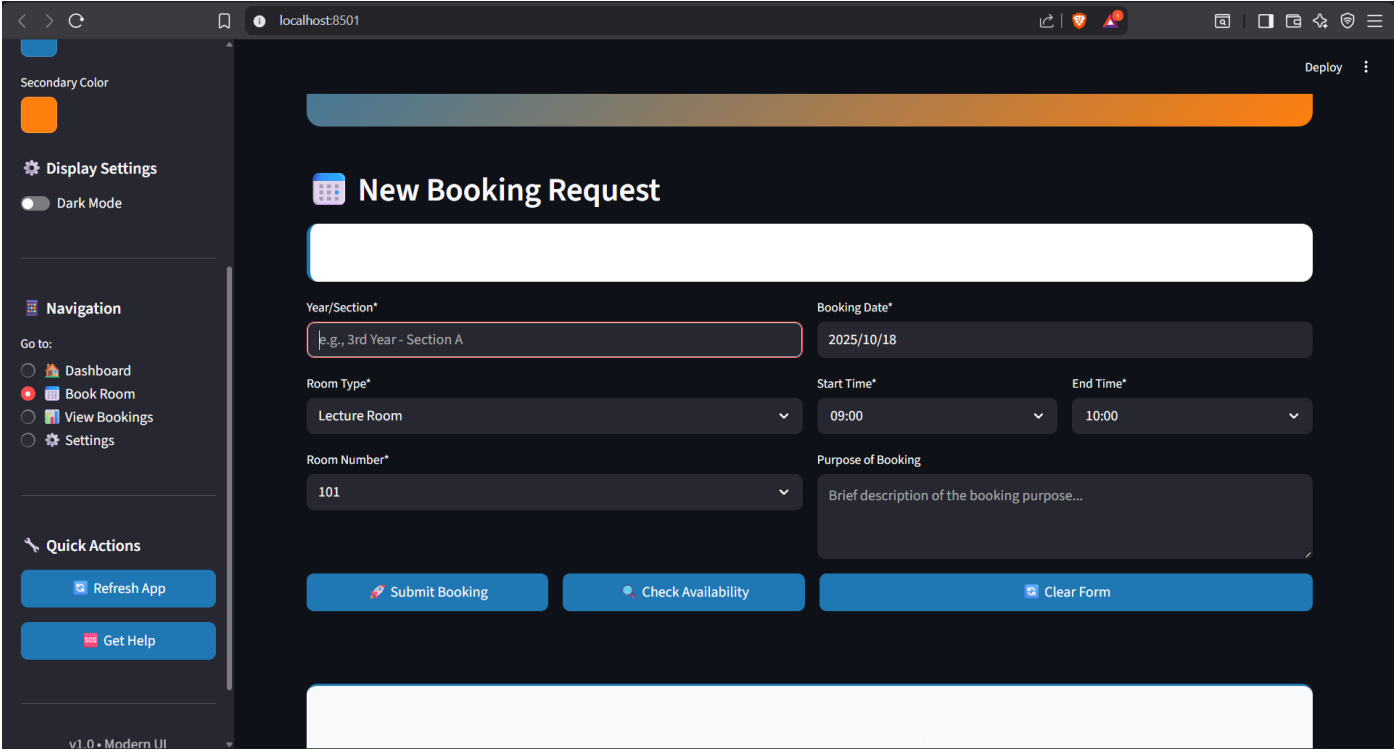 localhost:8501
1
Deploy
Secondary Color
Display Settings
Dark Mode
Navigation
Go to:
Dashboard
Book Room
View Bookings
Settings
Quick Actions
Refresh App
SOS Get Help
v1.0 • Modern UI
New Booking Request
Year/Section*
e.g., 3rd Year - Section A
Booking Date*
2025/10/18
Room Type*
Lecture Room
Start Time*
09:00
End Time*
10:00
Room Number*
101
Purpose of Booking
Brief description of the booking purpose...
Submit Booking
Check Availability
Clear Form